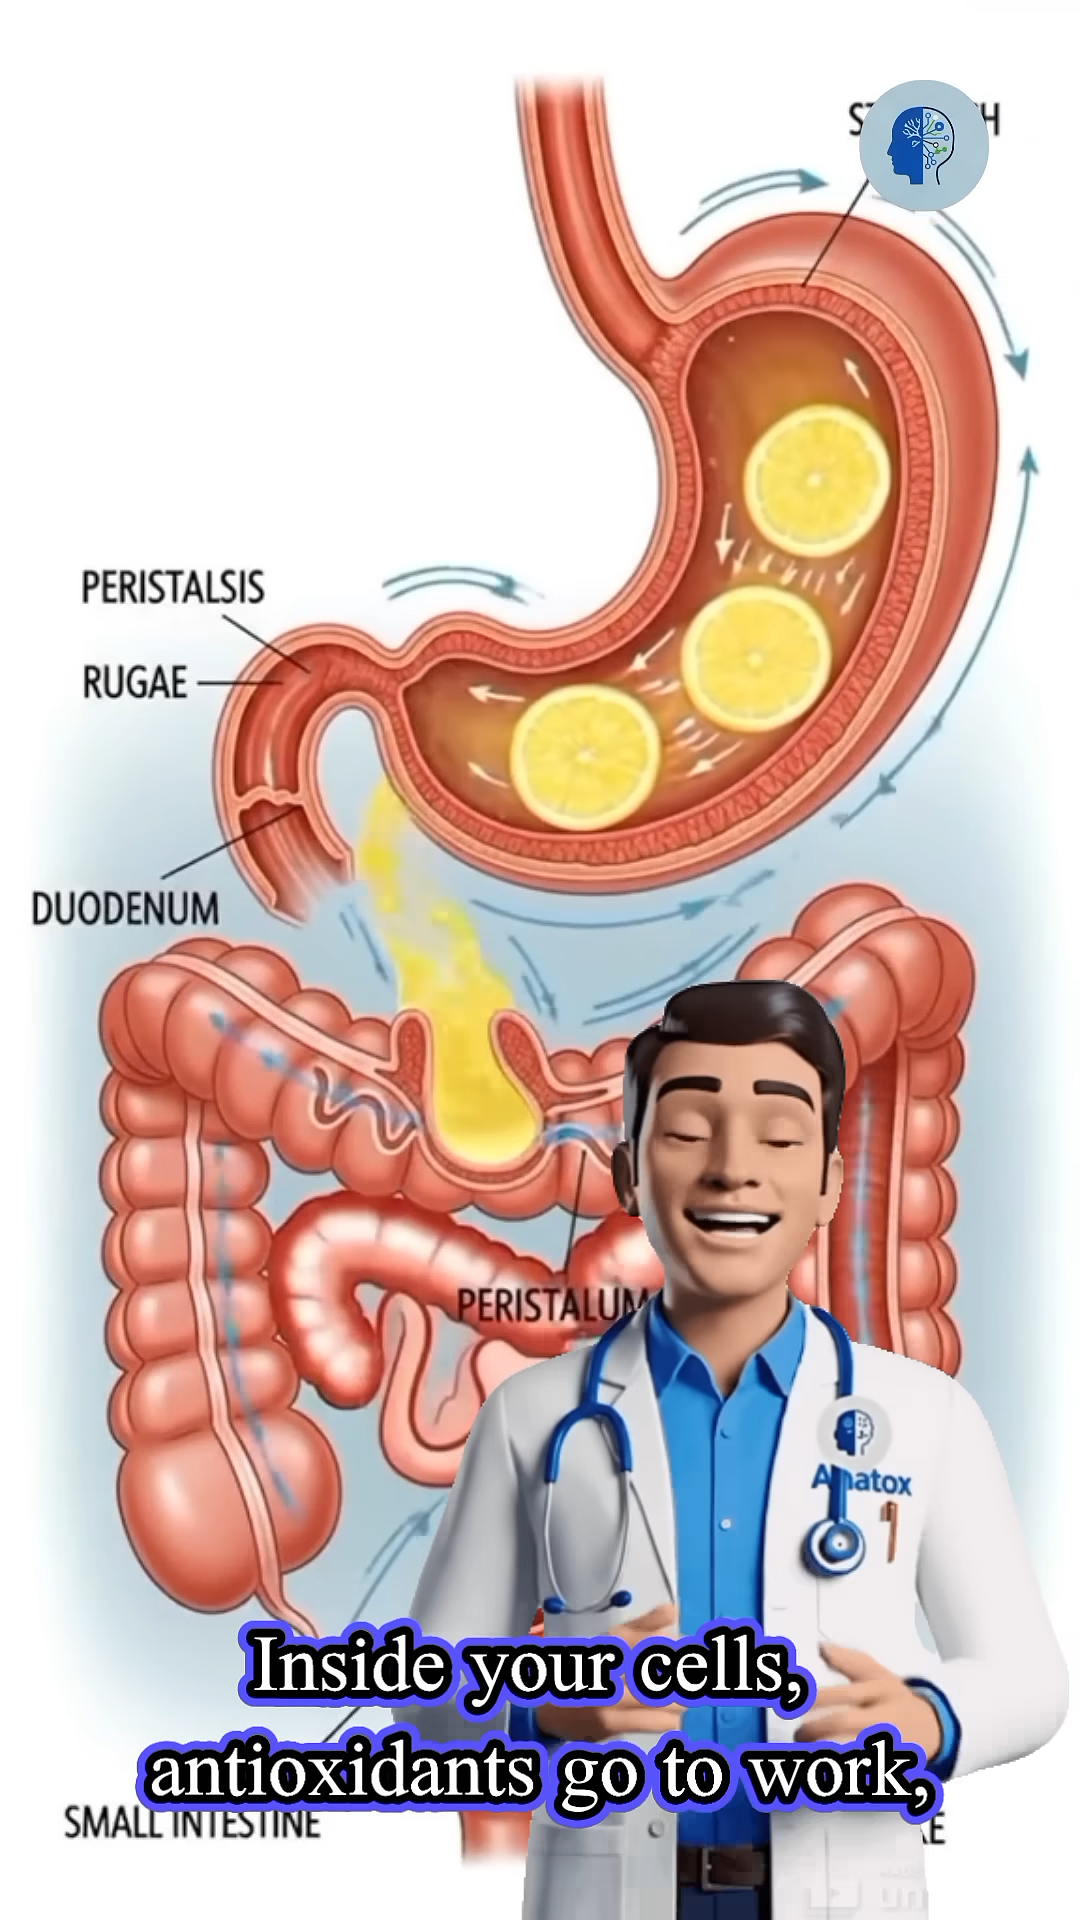 PERISTALSIS
RUGAE
DUODENUM
PERISTALUM
Inside your cells,
antioxidants go to work,
SMALL INTESTINE